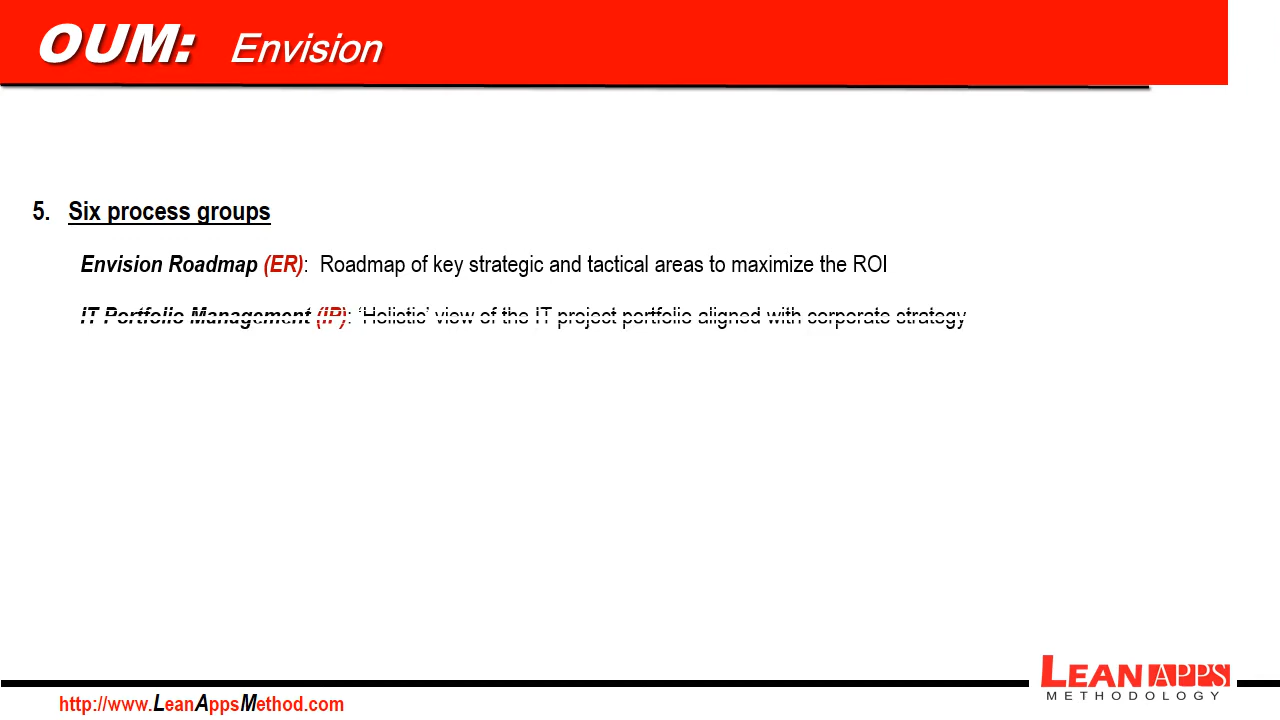 OUM: Envision
5. Six process groups
Envision Roadmap (ER): Roadmap of key strategic and tactical areas to maximize the ROI
IT Portfolio Management (IP): ‘Holistic’ view of the IT project portfolio aligned with corporate strategy
LEAN APPS
METHODOLOGY
http://www.LeanAppsMethod.com